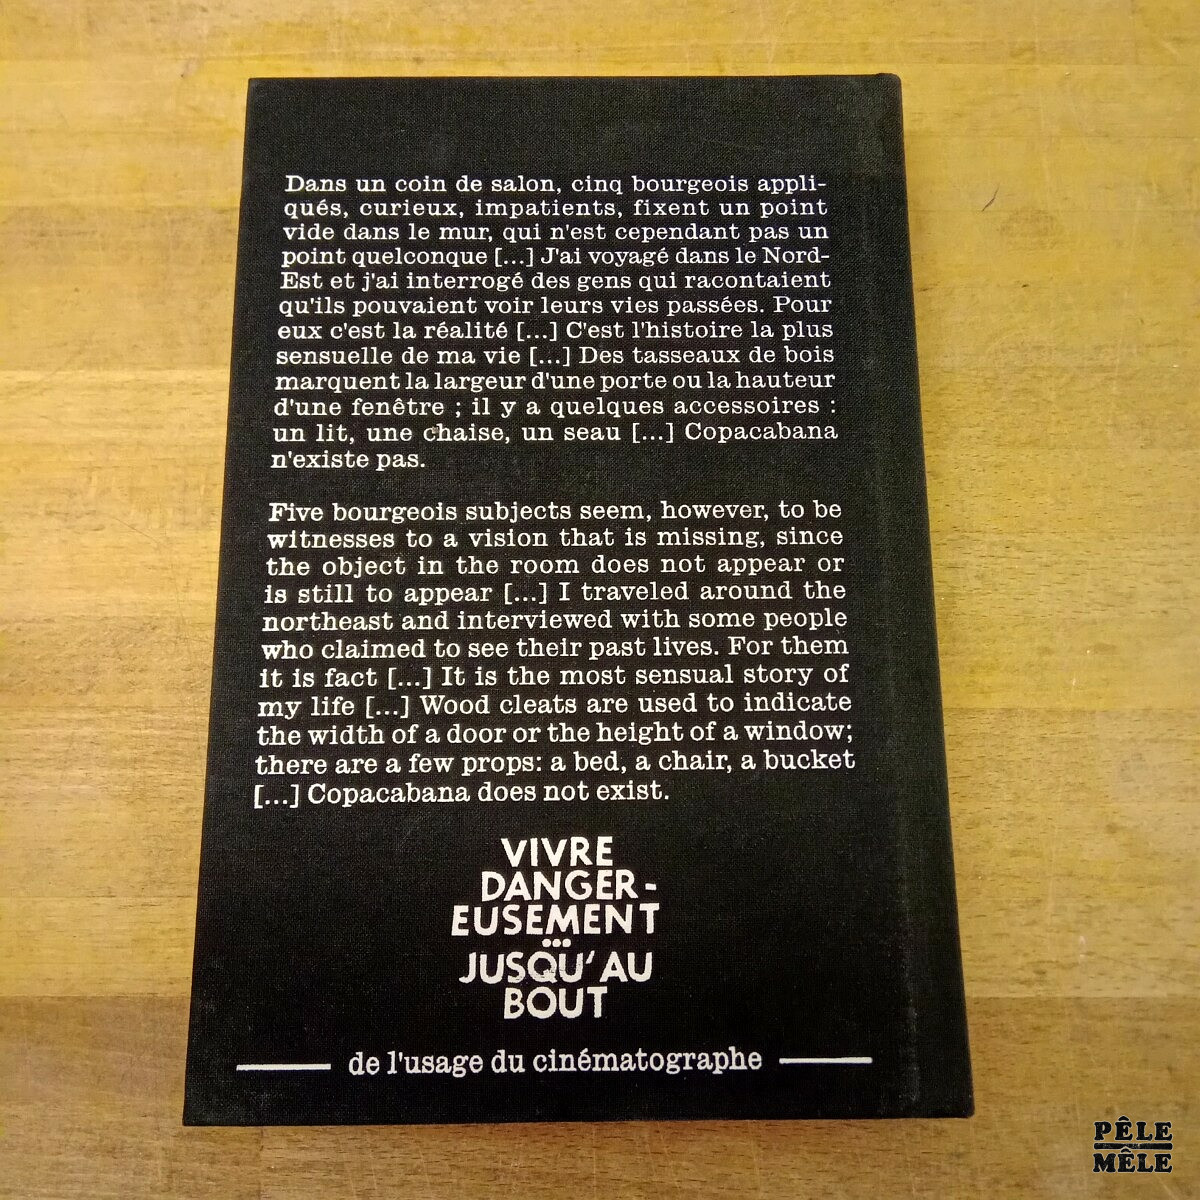 Dans un coin de salon, cinq bourgeois appli-
qués, curieux, impatients, fixent un point
vide dans le mur, qui n'est cependant pas un
point quelconque [...] J'ai voyagé dans le Nord-
Est et j'ai interrogé des gens qui racontaient
qu'ils pouvaient voir leurs vies passées. Pour
eux c'est la réalité [...] C'est l'histoire la plus
sensuelle de ma vie [...] Des tasseaux de bois
marquent la largeur d'une porte ou la hauteur
d'une fenêtre ; il y a quelques accessoires :
un lit, une chaise, un seau [...] Copacabana
n'existe pas.
Five bourgeois subjects seem, however, to be
witnesses to a vision that is missing, since
the object in the room does not appear or
is still to appear [...] I traveled around the
northeast and interviewed with some people
who claimed to see their past lives. For them
it is fact [...] It is the most sensual story of
my life [...] Wood cleats are used to indicate
the width of a door or the height of a window;
there are a few props: a bed, a chair, a bucket
[...] Copacabana does not exist.
VIVRE
DANGER-
EUSEMENT
...
JUSQU'AU
BOUT
de l'usage du cinématographe
PÊLE
MÊLE